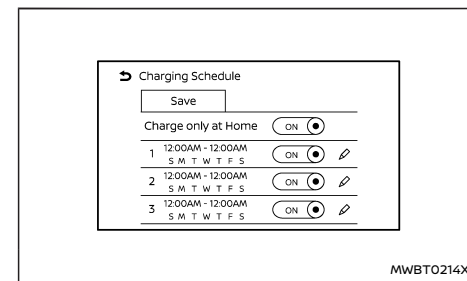 Charging Schedule
Save
Charge only at Home ON
1 12:00AM - 12:00AM ON
S M T W T F S
2 12:00AM - 12:00AM ON
S M T W T F S
3 12:00AM - 12:00AM ON
S M T W T F S
MWBT0214X